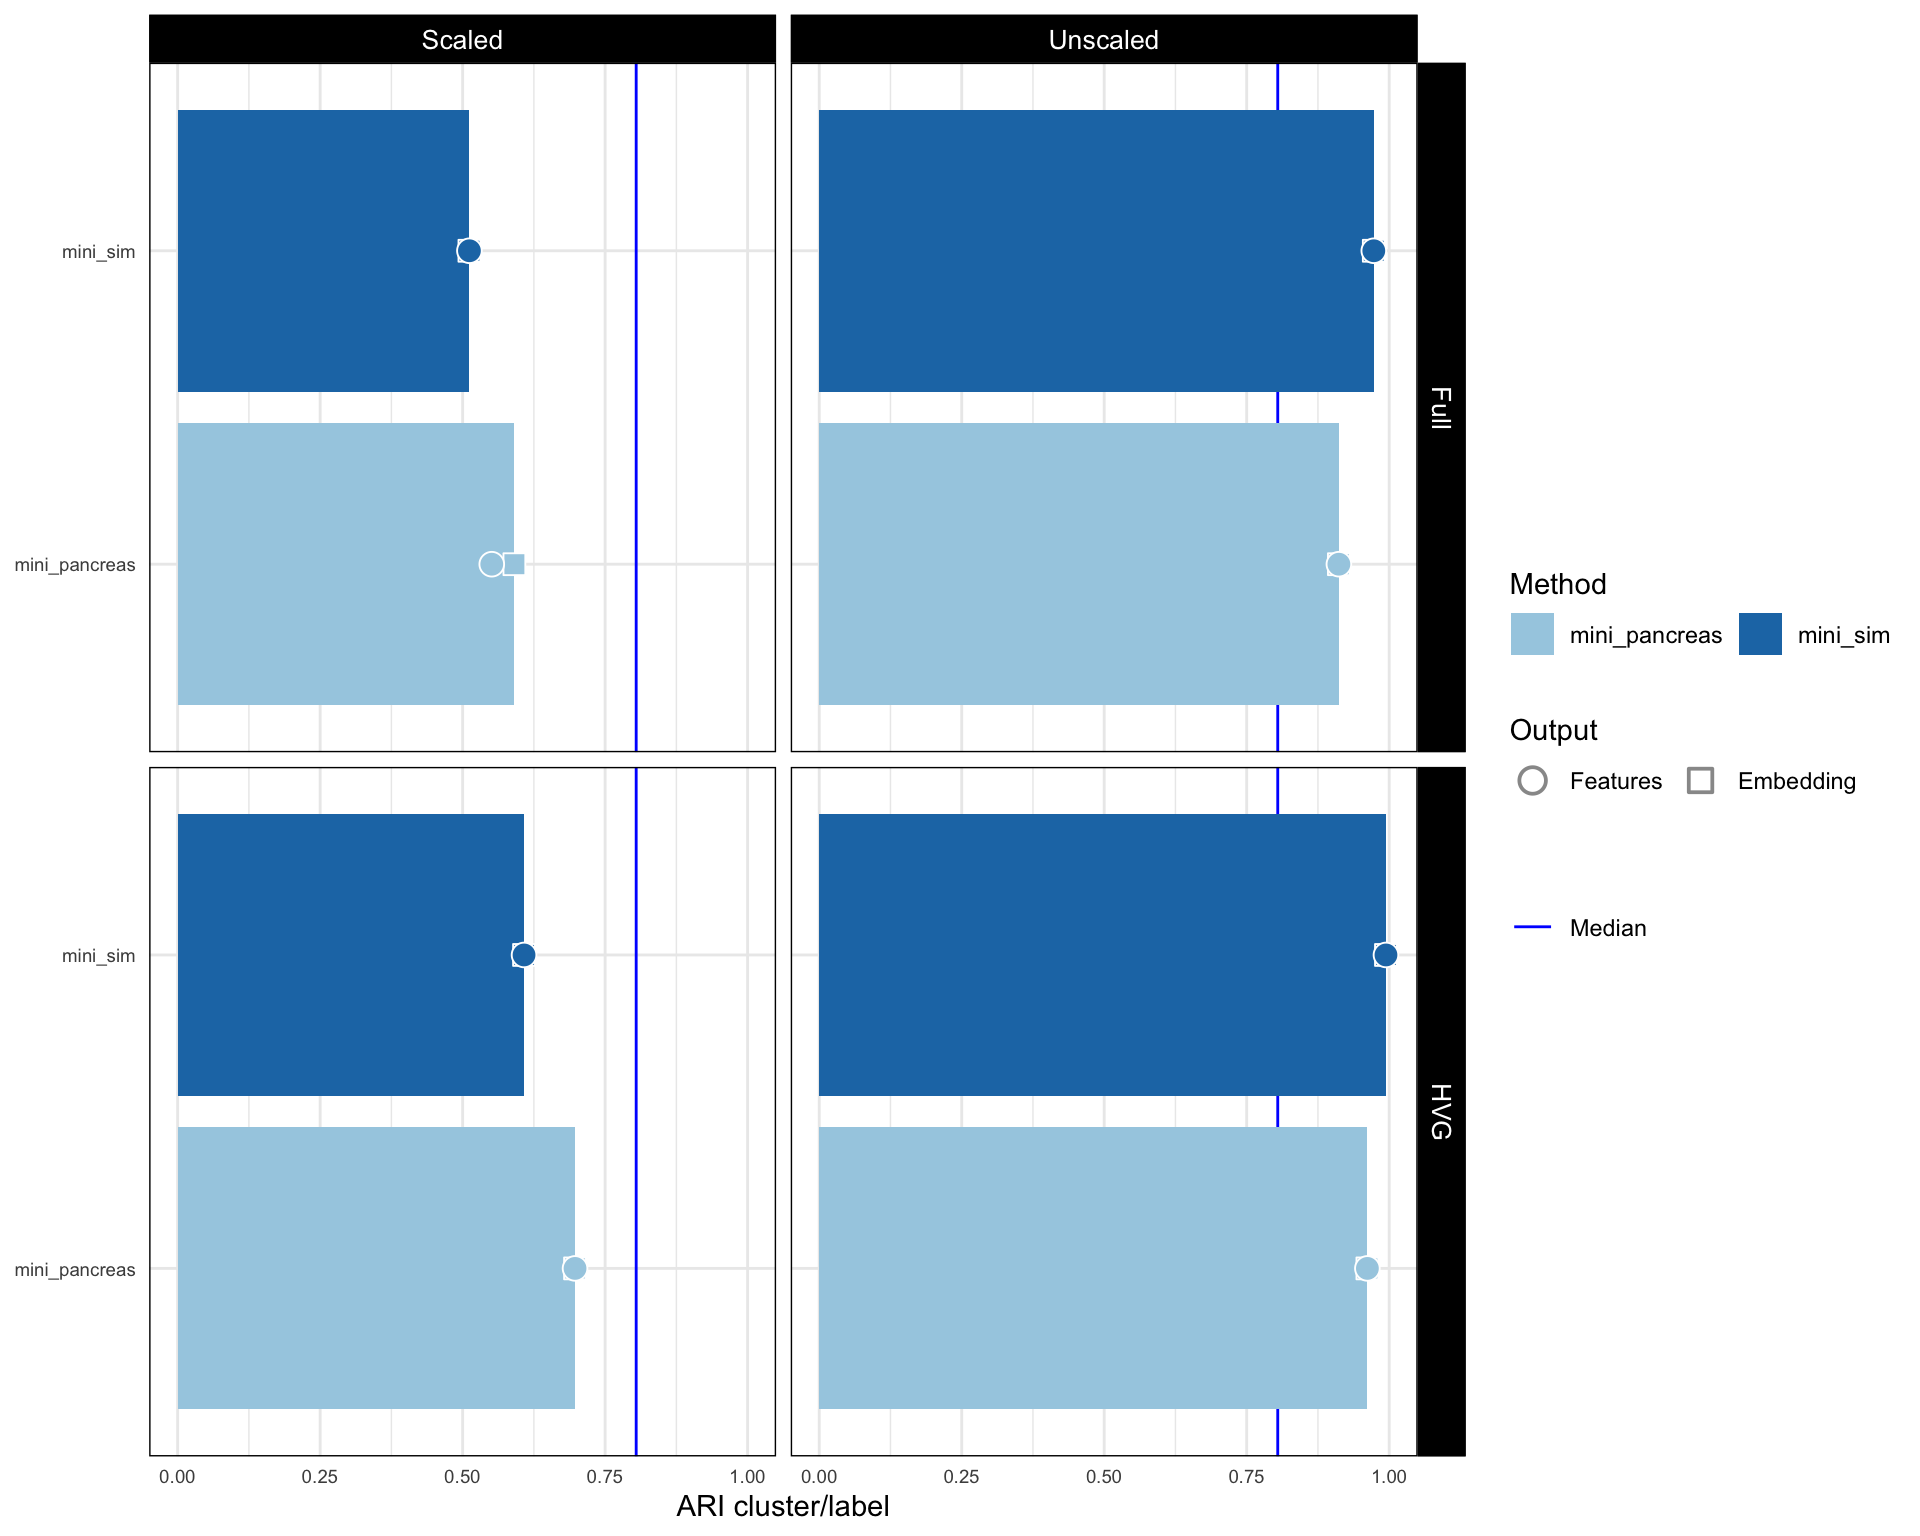 Scaled
Unscaled
mini_sim
mini_pancreas
Full
mini_sim
mini_pancreas
HVG
0.00 0.25 0.50 0.75 1.00
0.00 0.25 0.50 0.75 1.00
ARI cluster/label
Method
mini_pancreas mini_sim
Output
Features Embedding
Median